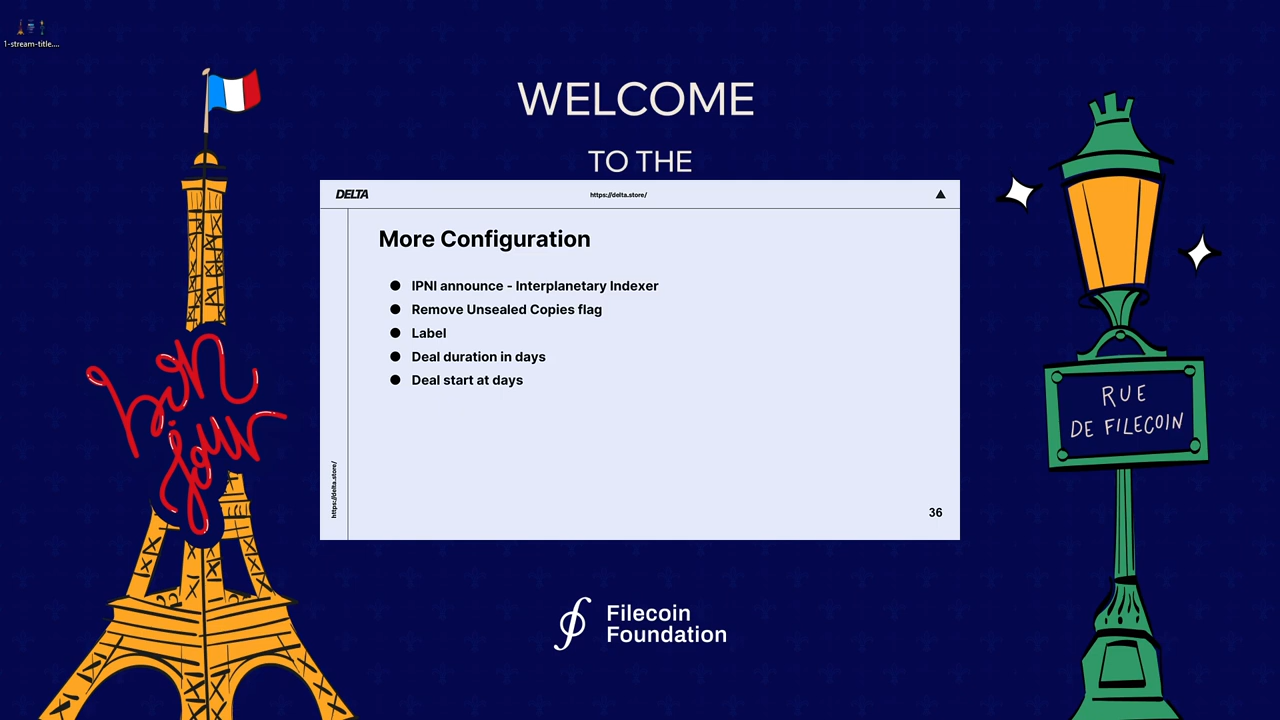 1-stream-title....
WELCOME
TO THE
DELTA
https://delta.store/
More Configuration
IPNI announce - Interplanetary Indexer
Remove Unsealed Copies flag
Label
Deal duration in days
Deal start at days
https://delta.store/
36
bon
jour
RUE
DE FILECOIN
Filecoin
Foundation